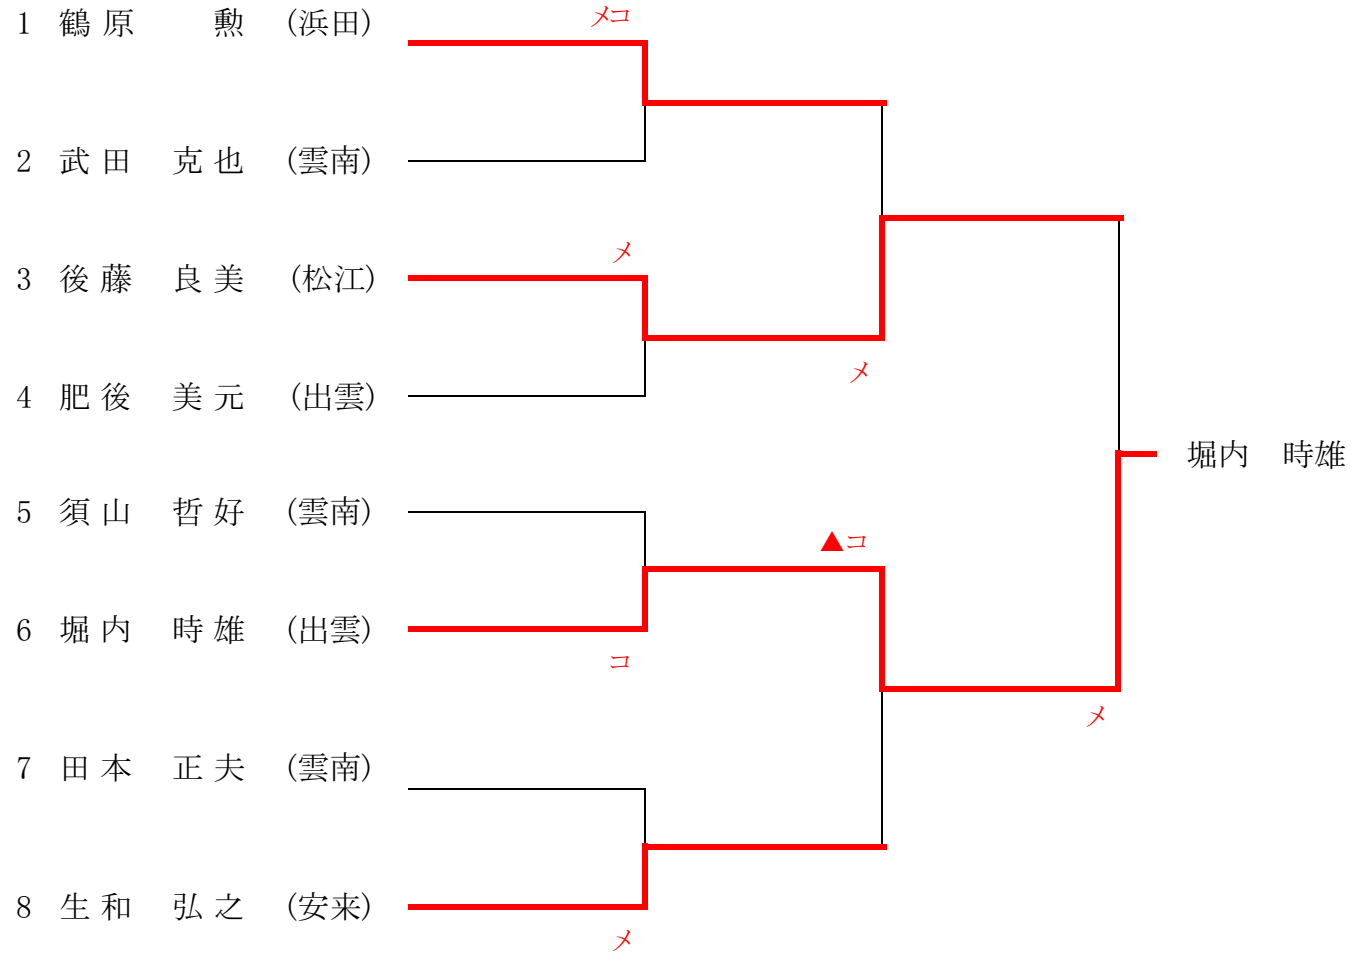 1 鶴原 勲 (浜田)
メコ
2 武田 克也 (雲南)
メ
3 後藤 良美 (松江)
メ
4 肥後 美元 (出雲)
堀内 時雄
5 須山 哲好 (雲南)
▲コ
6 堀内 時雄 (出雲)
コ
メ
7 田本 正夫 (雲南)
8 生和 弘之 (安来)
メ